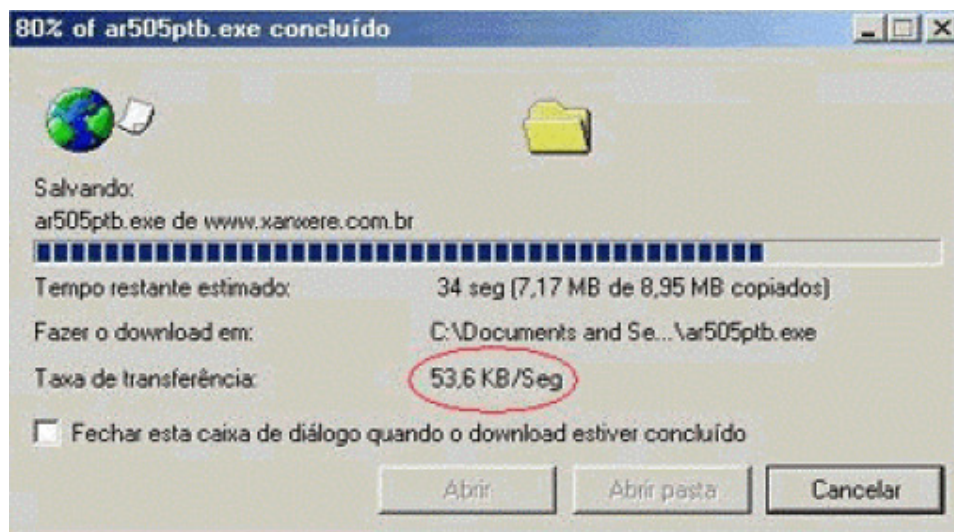 80% of ar505ptb.exe concluído
Salvando:
ar505ptb.exe de www.xanxere.com.br
Tempo restante estimado: 34 seg (7,17 MB de 8,95 MB copiados)
Fazer o download em: C:\Documents and Se...\ar505ptb.exe
Taxa de transferência: 53,6 KB/Seg
Fechar esta caixa de diálogo quando o download estiver concluído
Abrir Abrir pasta Cancelar